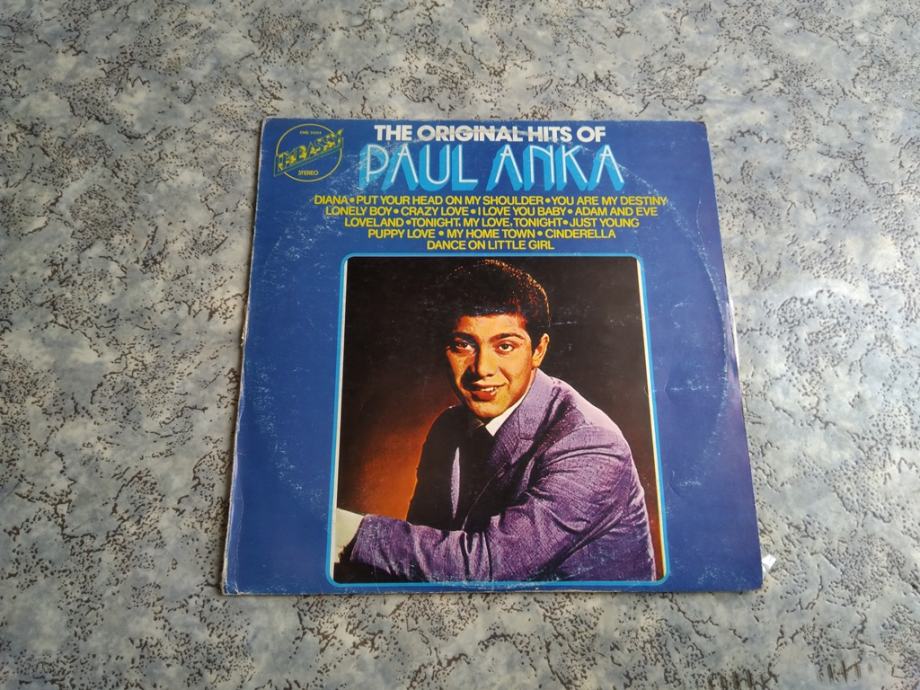 EMBASSY
STEREO
THE ORIGINAL HITS OF
PAUL ANKA
DIANA • PUT YOUR HEAD ON MY SHOULDER • YOU ARE MY DESTINY
LONELY BOY • CRAZY LOVE • I LOVE YOU BABY • ADAM AND EVE
LOVELAND • TONIGHT, MY LOVE, TONIGHT • JUST YOUNG
PUPPY LOVE • MY HOME TOWN • CINDERELLA
DANCE ON LITTLE GIRL